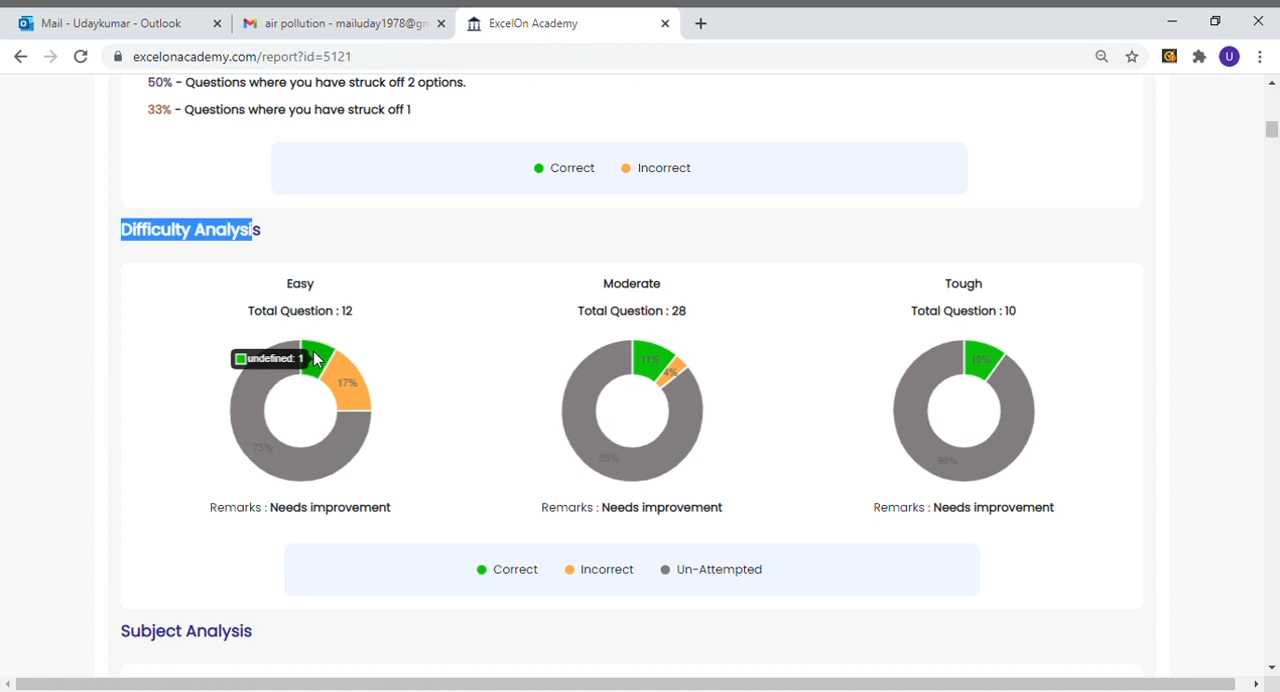 Mail - Udaykumar - Outlook
air pollution - mailuday1978@gm
ExcelOn Academy
excelonacademy.com/report?id=5121
U
50% - Questions where you have struck off 2 options.
33% - Questions where you have struck off 1
Correct Incorrect
Difficulty Analysis
Easy Moderate Tough
Total Question : 12 Total Question : 28 Total Question : 10
undefined: 1
11% 10%
4%
17%
75%
85% 90%
Remarks : Needs improvement Remarks : Needs improvement Remarks : Needs improvement
Correct Incorrect Un-Attempted
Subject Analysis